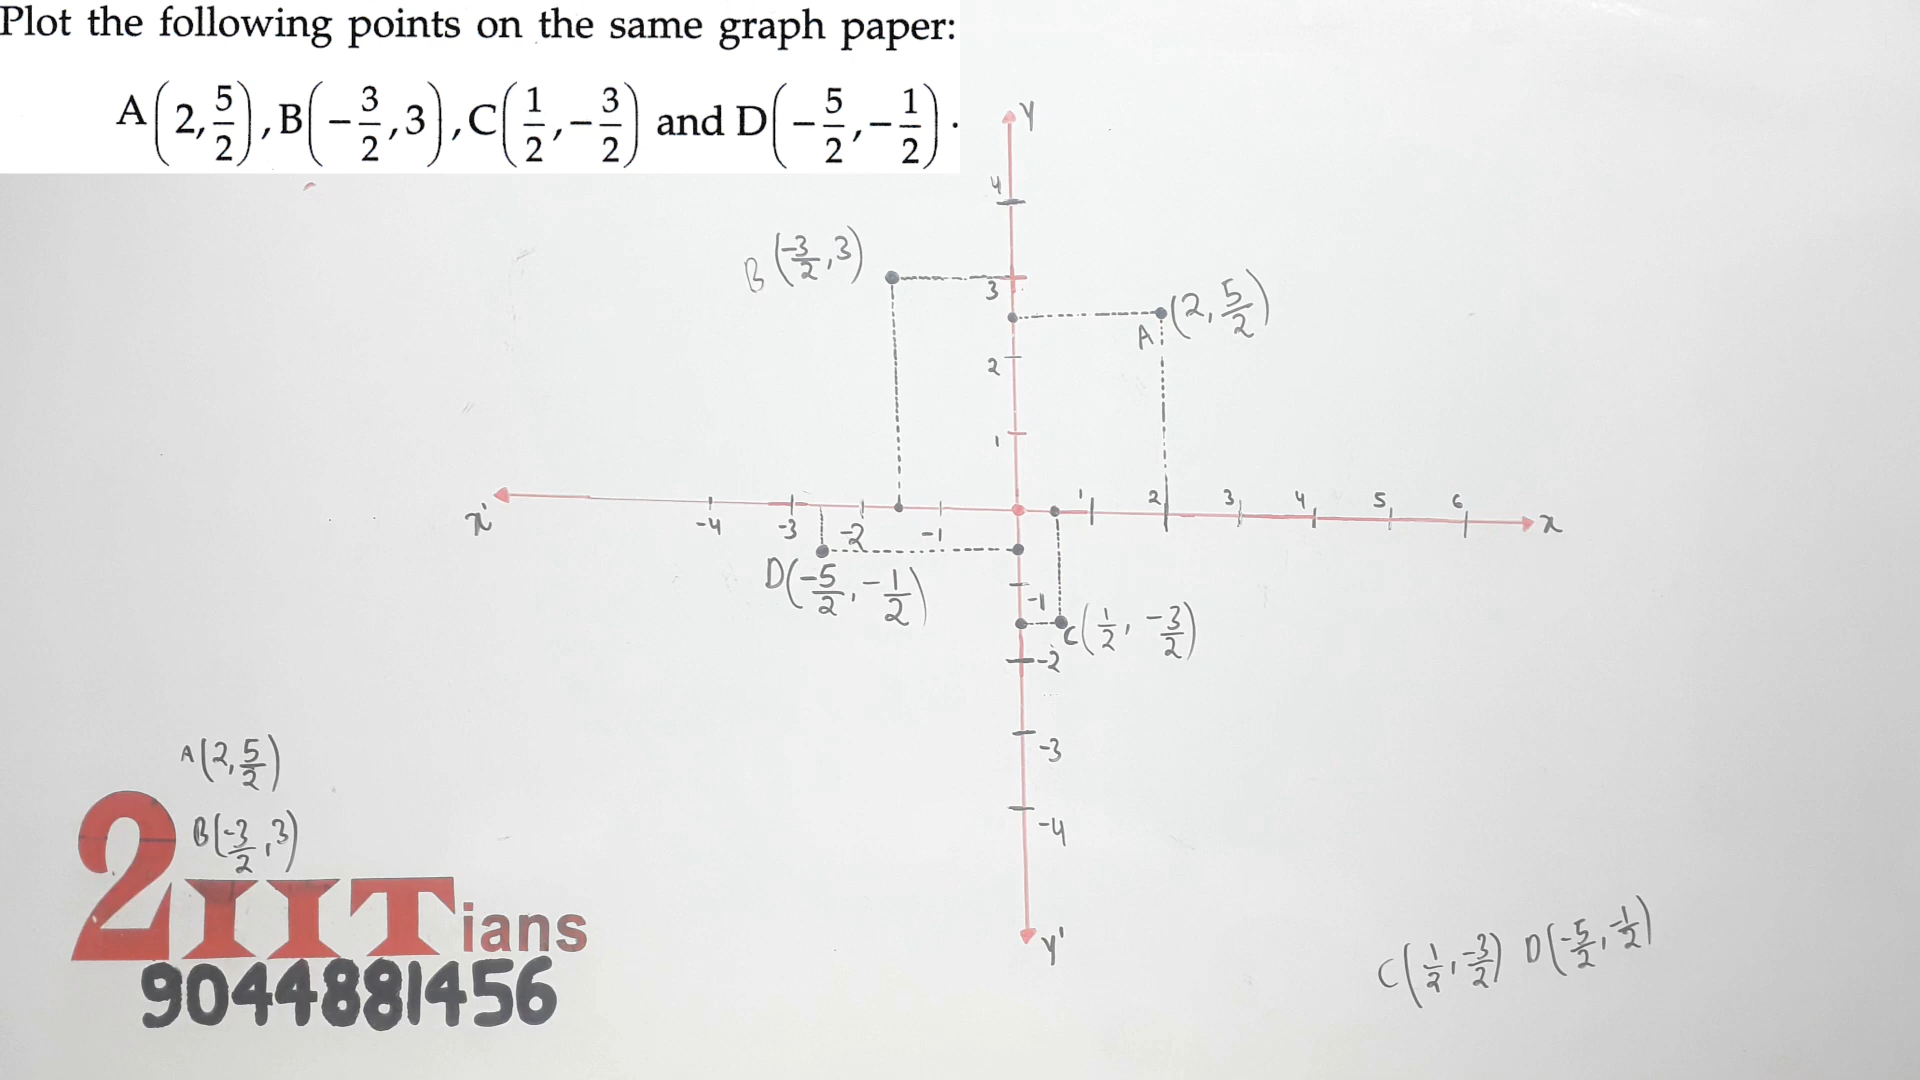 Plot the following points on the same graph paper:
A(2, 5/2), B(-3/2, 3), C(1/2, -3/2) and D(-5/2, -1/2).
Y
4
B(-3/2, 3)
3
A(2, 5/2)
2
1
x' -4 -3 -2 -1 1 2 3 4 5 6 x
D(-5/2, -1/2)
-1
C(1/2, -3/2)
-2
-3
-4
Y'
A(2, 5/2)
B(-3/2, 3)
2IITians
9044881456
C(1/2, -3/2) D(-5/2, -1/2)